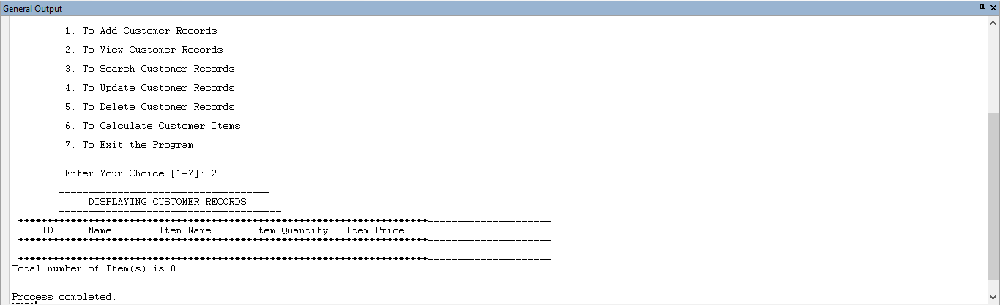 General Output
1. To Add Customer Records
2. To View Customer Records
3. To Search Customer Records
4. To Update Customer Records
5. To Delete Customer Records
6. To Calculate Customer Items
7. To Exit the Program
Enter Your Choice [1-7]: 2
------------------------------------
DISPLAYING CUSTOMER RECORDS
--------------------------------------
**********************************************************************---------------------
| ID Name Item Name Item Quantity Item Price
**********************************************************************---------------------
|
**********************************************************************---------------------
Total number of Item(s) is 0
Process completed.